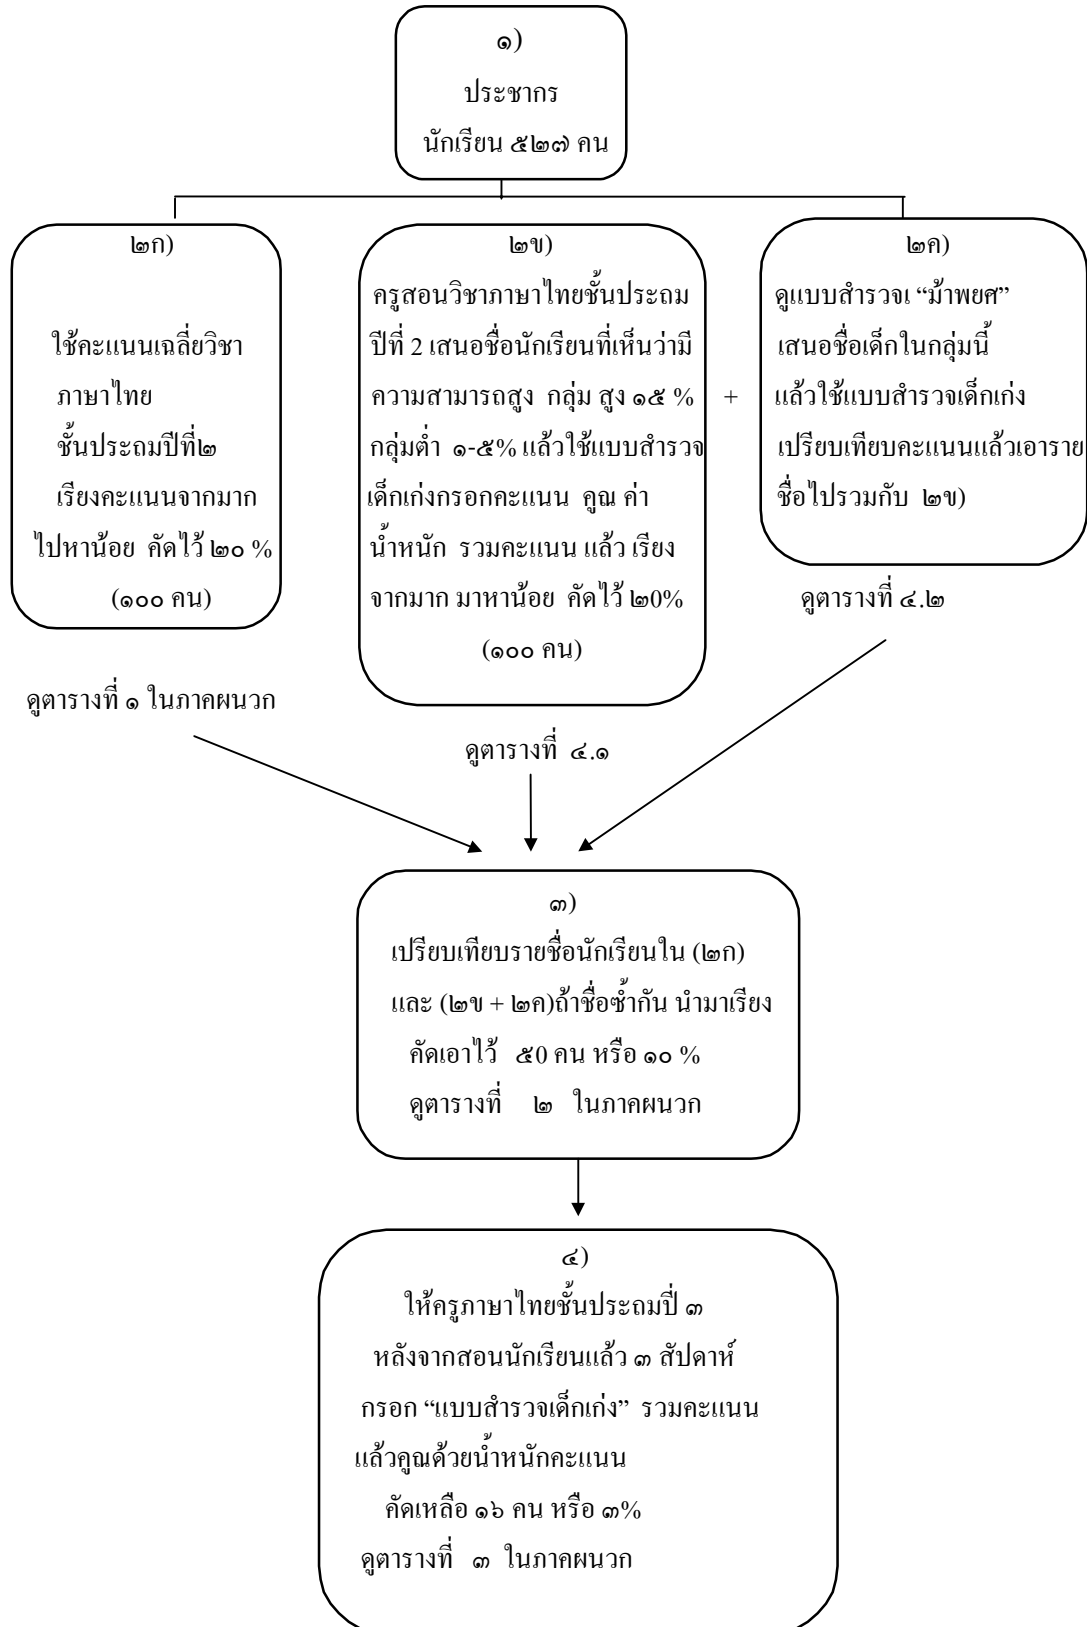 ๑)
ประชากร
นักเรียน ๕๒๗ คน
๒ก)
ใช้คะแนนเฉลี่ยวิชา
ภาษาไทย
ชั้นประถมปีที่๒
เรียงคะแนนจากมาก
ไปหาน้อย คัดไว้ ๒๐ %
(๑๐๐ คน)
ดูตารางที่ ๑ ในภาคผนวก
๒ข)
ครูสอนวิชาภาษาไทยชั้นประถม
ปีที่ 2 เสนอชื่อนักเรียนที่เห็นว่ามี
ความสามารถสูง กลุ่ม สูง ๑๕ %
กลุ่มต่ำ ๑-๕% แล้วใช้แบบสำรวจ
เด็กเก่งกรอกคะแนน คูณ ค่า
น้ำหนัก รวมคะแนน แล้ว เรียง
จากมาก มาหาน้อย คัดไว้ ๒0%
(๑๐๐ คน)
ดูตารางที่ ๔.๑
+
๒ค)
ดูแบบสำรวจเ “ม้าพยศ”
เสนอชื่อเด็กในกลุ่มนี้
แล้วใช้แบบสำรวจเด็กเก่ง
เปรียบเทียบคะแนนแล้วเอาราย
ชื่อไปรวมกับ ๒ข)
ดูตารางที่ ๔.๒
๓)
เปรียบเทียบรายชื่อนักเรียนใน (๒ก)
และ (๒ข + ๒ค)ถ้าชื่อซ้ำกัน นำมาเรียง
คัดเอาไว้ ๕0 คน หรือ ๑๐ %
ดูตารางที่ ๒ ในภาคผนวก
๔)
ให้ครูภาษาไทยชั้นประถมปี่ ๓
หลังจากสอนนักเรียนแล้ว ๓ สัปดาห์
กรอก “แบบสำรวจเด็กเก่ง” รวมคะแนน
แล้วคูณด้วยน้ำหนักคะแนน
คัดเหลือ ๑๖ คน หรือ ๓%
ดูตารางที่ ๓ ในภาคผนวก